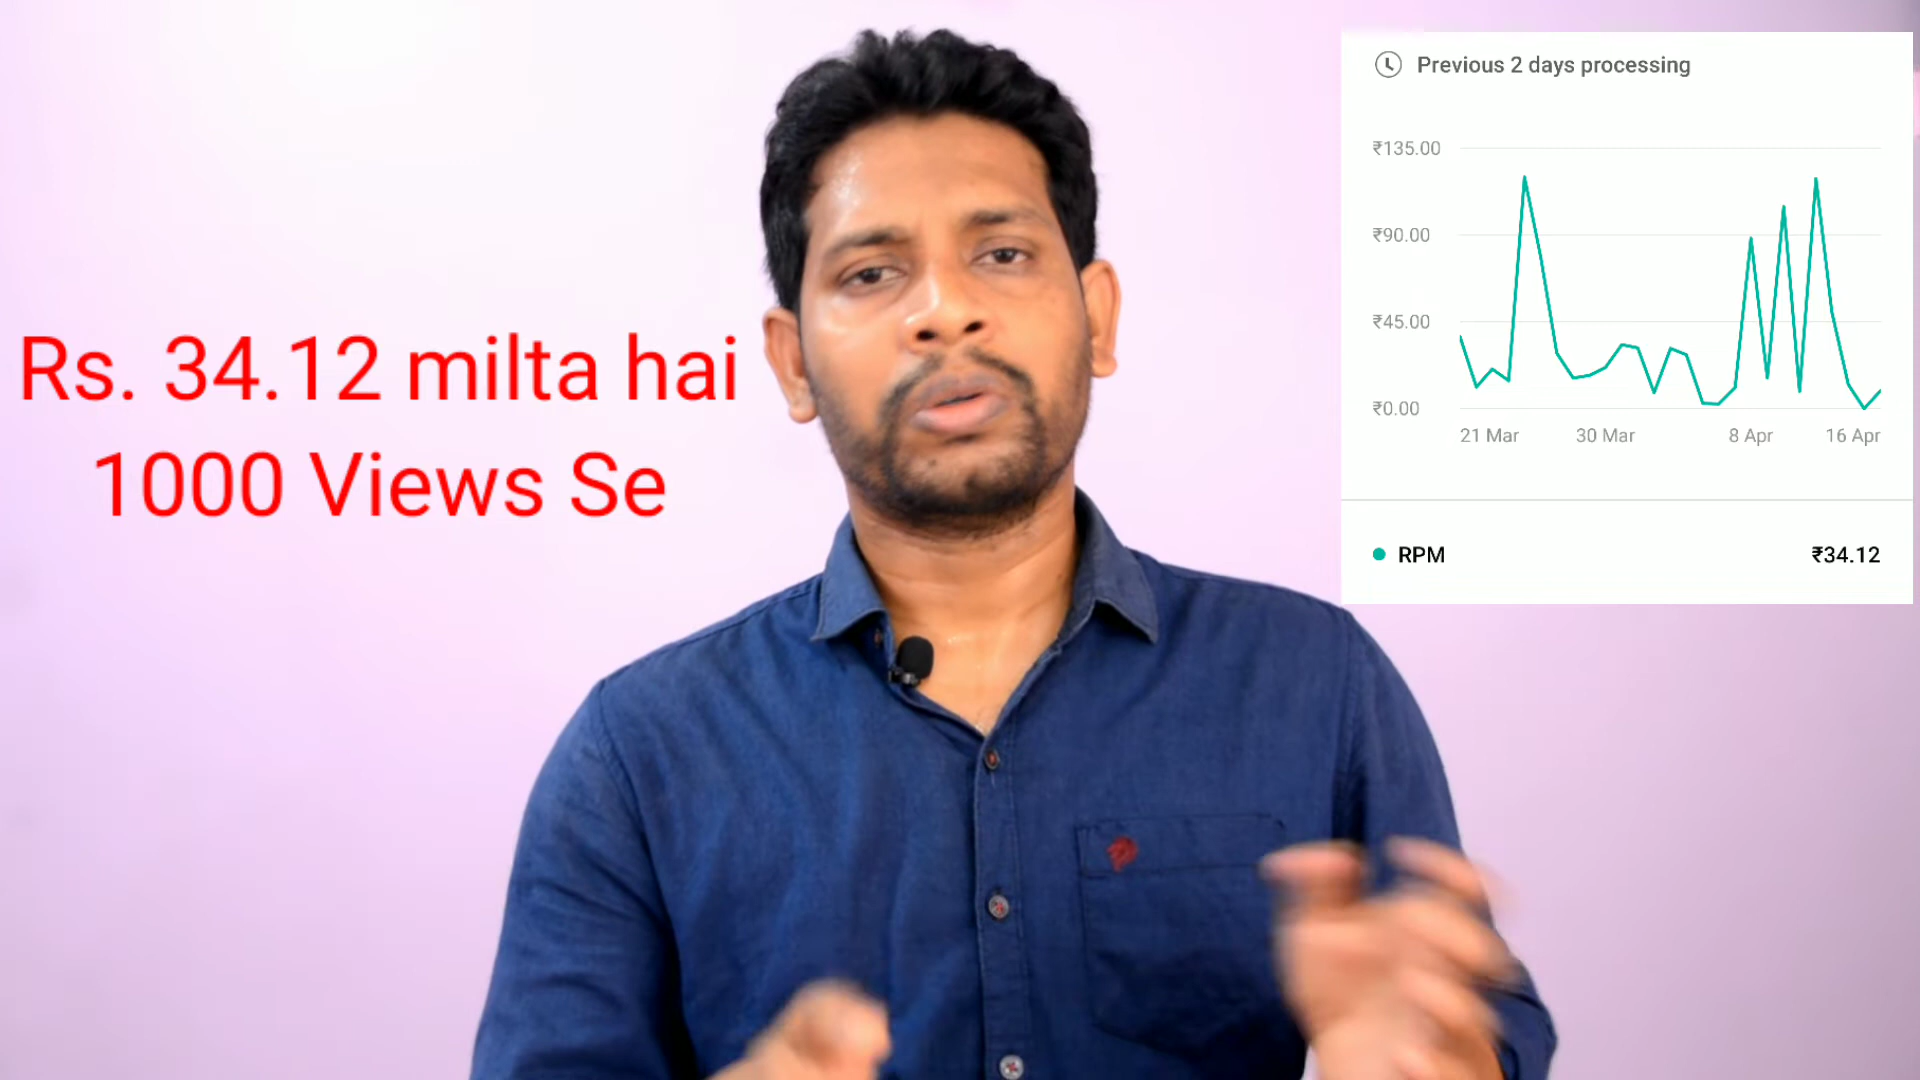 Rs. 34.12 milta hai
1000 Views Se
Previous 2 days processing
₹135.00
₹90.00
₹45.00
₹0.00
21 Mar 30 Mar 8 Apr 16 Apr
RPM ₹34.12